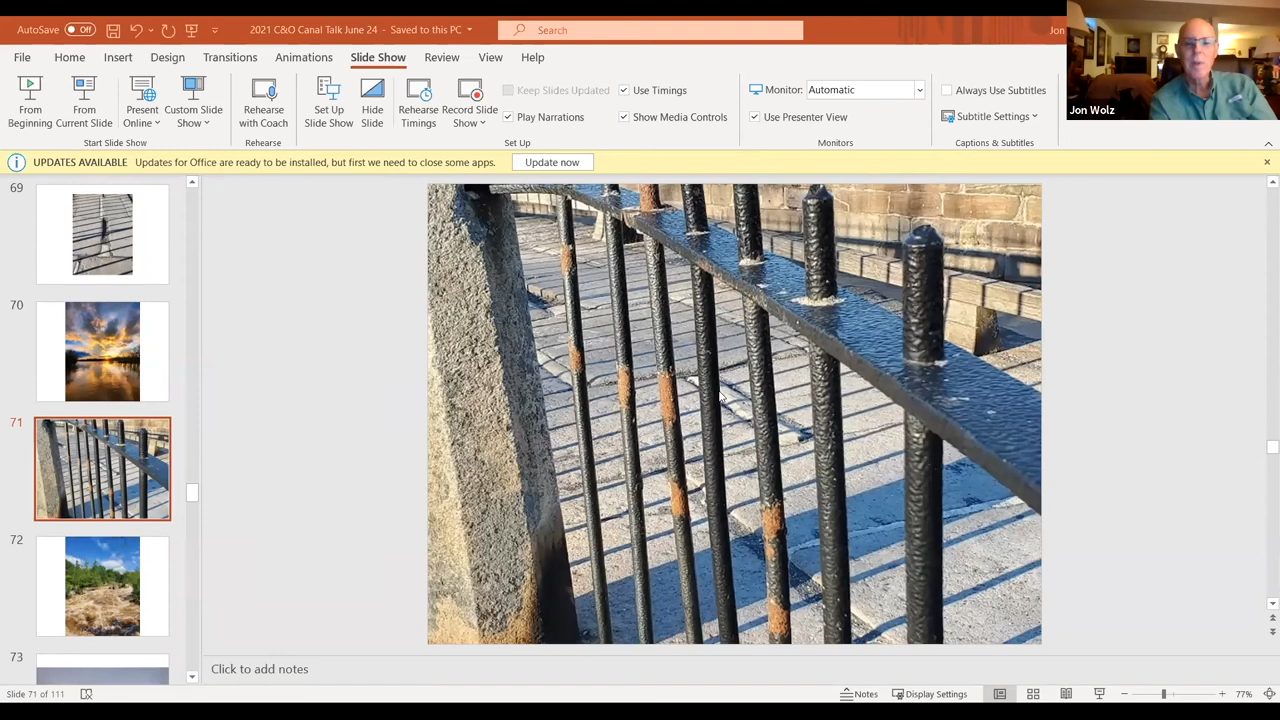 AutoSave Off 2021 C&O Canal Talk June 24 - Saved to this PC Search Jon
File Home Insert Design Transitions Animations Slide Show Review View Help
From Beginning
From Current Slide
Present Online
Custom Slide Show
Start Slide Show
Rehearse with Coach
Rehearse
Set Up Slide Show
Hide Slide
Rehearse Timings
Record Slide Show
Keep Slides Updated
Play Narrations
Use Timings
Show Media Controls
Set Up
Monitor: Automatic
Use Presenter View
Monitors
Always Use Subtitles
Subtitle Settings
Captions & Subtitles
Jon Wolz
UPDATES AVAILABLE Updates for Office are ready to be installed, but first we need to close some apps. Update now
69
70
71
72
73
Click to add notes
Slide 71 of 111 Notes Display Settings 77%